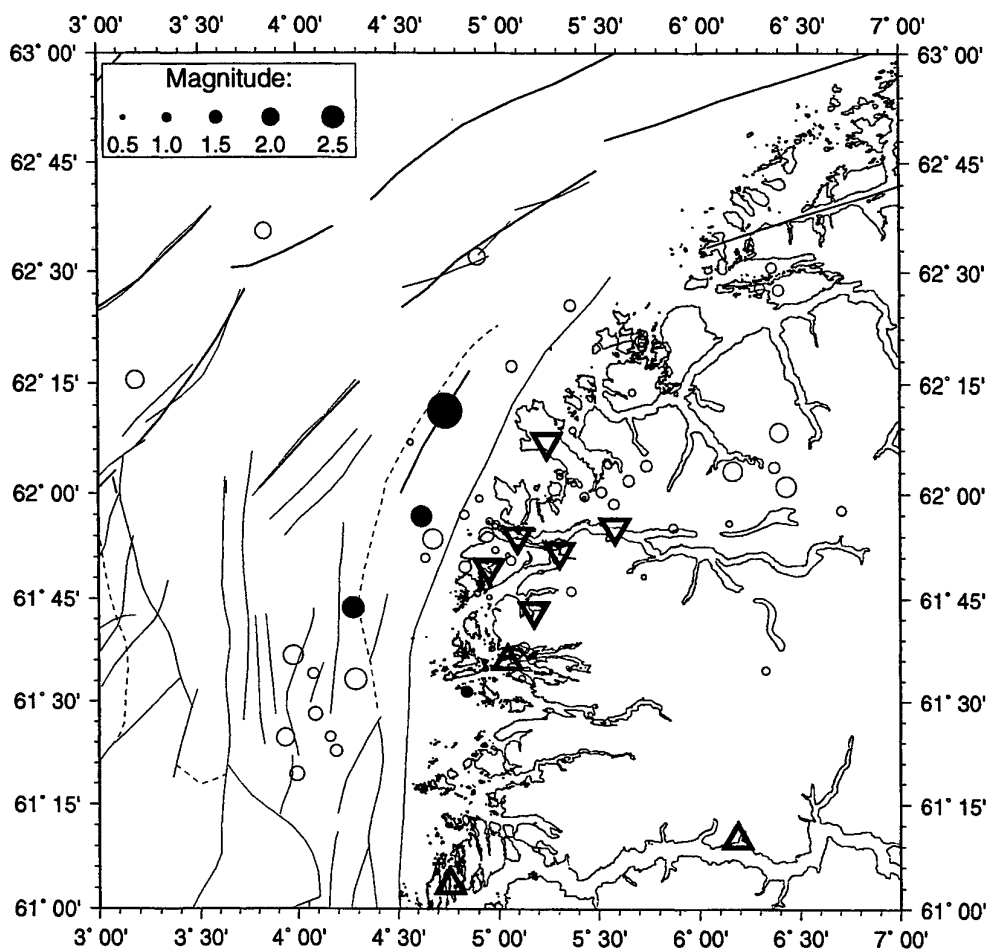 3° 00' 3° 30' 4° 00' 4° 30' 5° 00' 5° 30' 6° 00' 6° 30' 7° 00'
63° 00' 63° 00'
Magnitude:
0.5 1.0 1.5 2.0 2.5
62° 45' 62° 45'
62° 30' 62° 30'
62° 15' 62° 15'
62° 00' 62° 00'
61° 45' 61° 45'
61° 30' 61° 30'
61° 15' 61° 15'
61° 00' 61° 00'
3° 00' 3° 30' 4° 00' 4° 30' 5° 00' 5° 30' 6° 00' 6° 30' 7° 00'